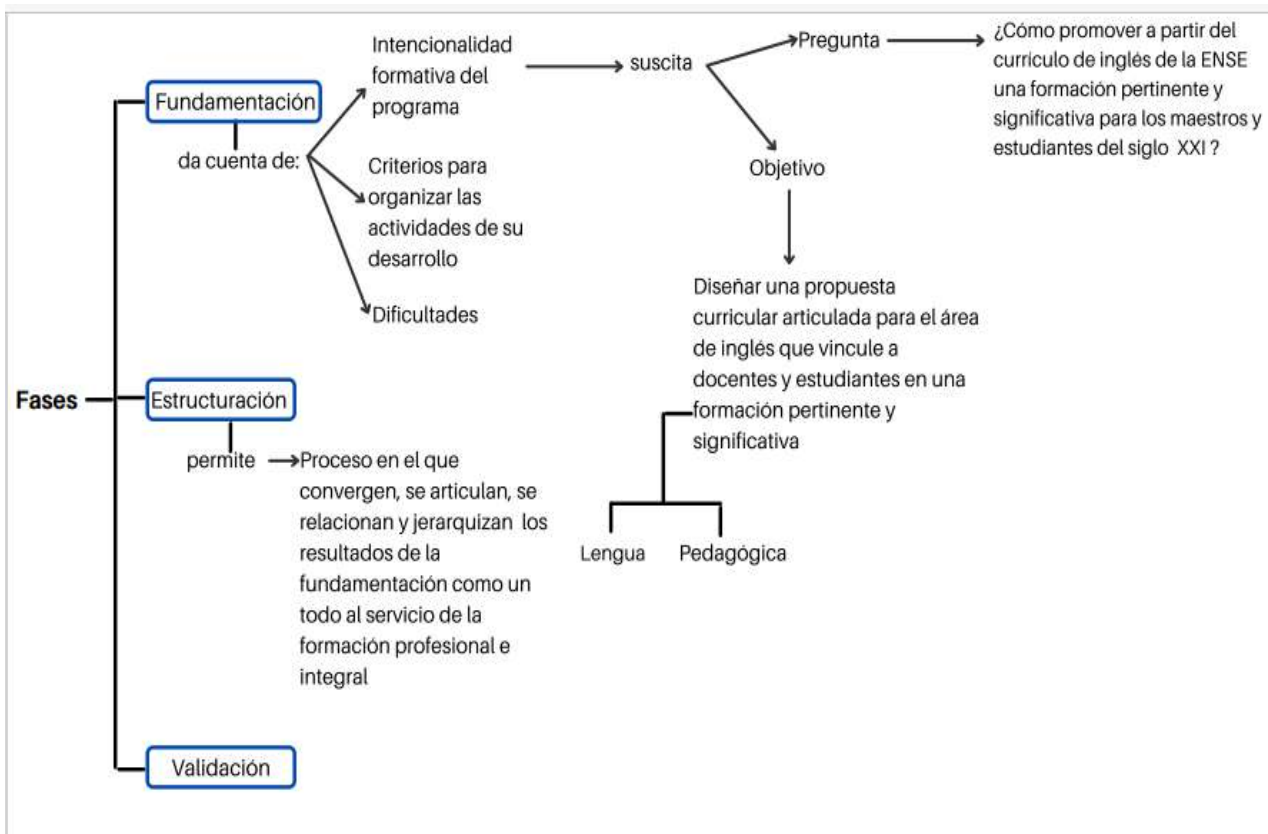 Fases
Fundamentación
da cuenta de:
Intencionalidad
formativa del
programa
suscita
Pregunta
¿Cómo promover a partir del
currículo de inglés de la ENSE
una formación pertinente y
significativa para los maestros y
estudiantes del siglo XXI ?
Objetivo
Diseñar una propuesta
curricular articulada para el área
de inglés que vincule a
docentes y estudiantes en una
formación pertinente y
significativa
Lengua
Pedagógica
Criterios para
organizar las
actividades de su
desarrollo
Dificultades
Estructuración
permite
Proceso en el que
convergen, se articulan, se
relacionan y jerarquizan los
resultados de la
fundamentación como un
todo al servicio de la
formación profesional e
integral
Validación